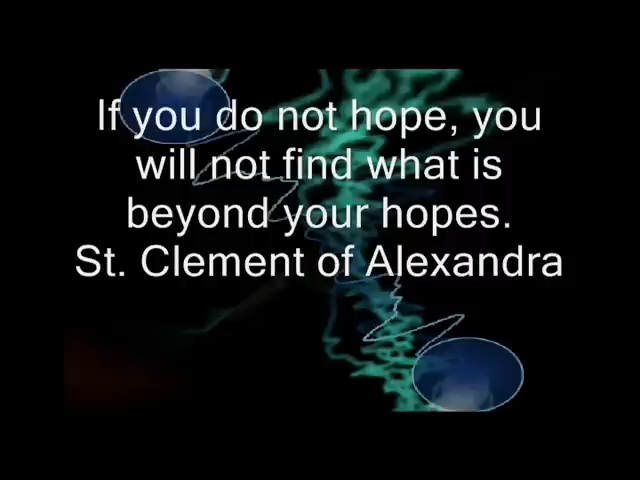 If you do not hope, you
will not find what is
beyond your hopes.
St. Clement of Alexandra